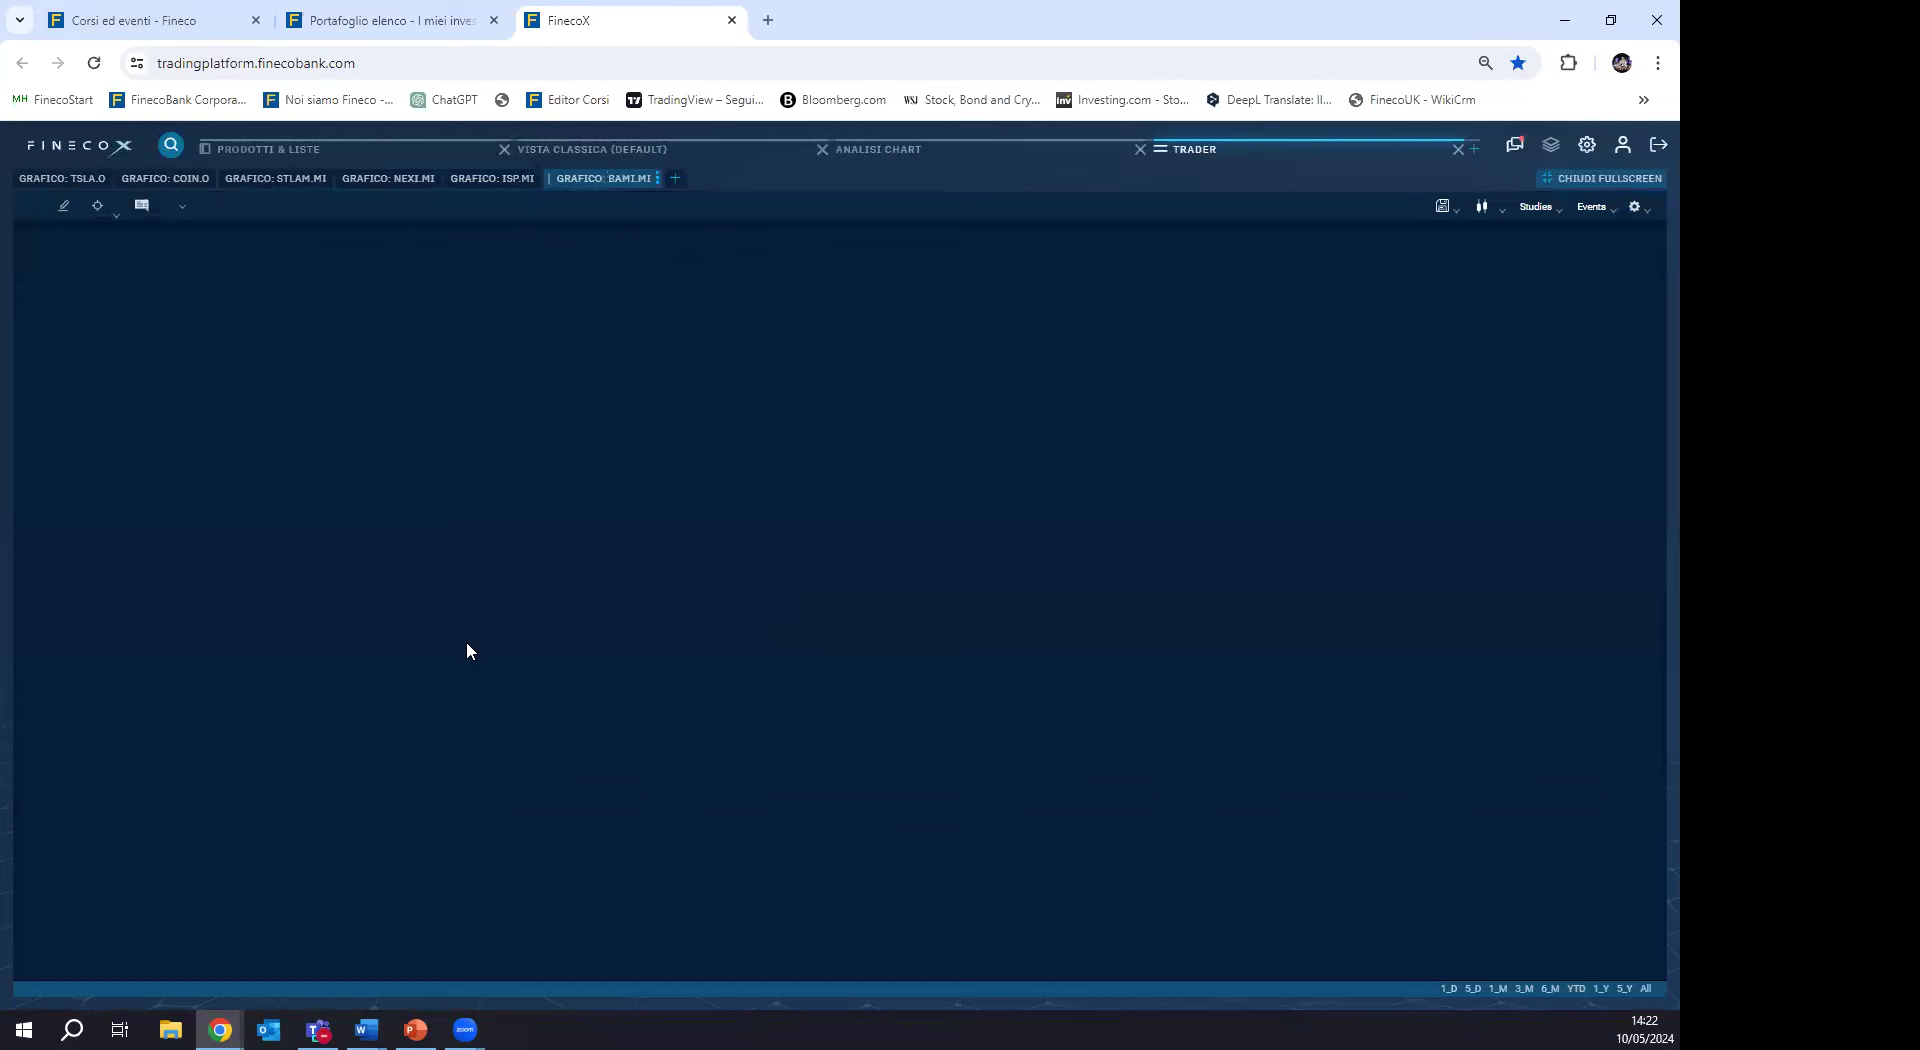 Corsi ed eventi - Fineco
Portafoglio elenco - I miei inves
FinecoX
tradingplatform.finecobank.com
MH FinecoStart
FinecoBank Corpora...
Noi siamo Fineco -...
ChatGPT
Editor Corsi
TradingView – Segui...
Bloomberg.com
WSJ Stock, Bond and Cry...
Inv Investing.com - Sto...
DeepL Translate: Il...
FinecoUK - WikiCrm
FINECOX
PRODOTTI & LISTE
VISTA CLASSICA (DEFAULT)
ANALISI CHART
TRADER
GRAFICO: TSLA.O
GRAFICO: COIN.O
GRAFICO: STLAM.MI
GRAFICO: NEXI.MI
GRAFICO: ISP.MI
GRAFICO: BAMI.MI
CHIUDI FULLSCREEN
Studies
Events
1_D 5_D 1_M 3_M 6_M YTD 1_Y 5_Y All
zoom
14:22
10/05/2024